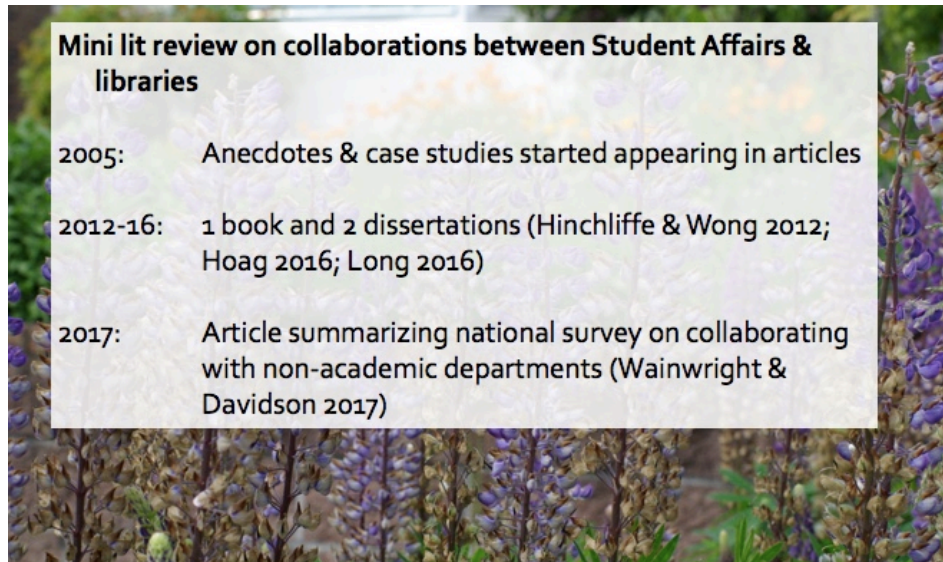 Mini lit review on collaborations between Student Affairs &
libraries
2005: Anecdotes & case studies started appearing in articles
2012-16: 1 book and 2 dissertations (Hinchliffe & Wong 2012;
Hoag 2016; Long 2016)
2017: Article summarizing national survey on collaborating
with non-academic departments (Wainwright &
Davidson 2017)